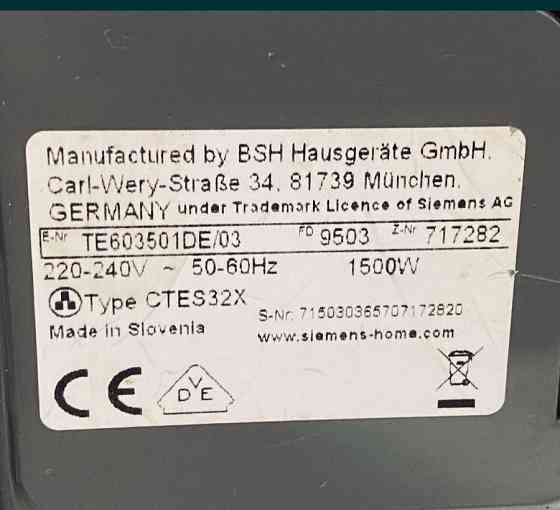 Manufactured by BSH Hausgeräte GmbH.
Carl-Wery-Straße 34, 81739 München.
GERMANY under Trademark Licence of Siemens AG
E-Nr TE603501DE/03 FD 9503 Z-Nr 717282
220-240V ~ 50-60Hz 1500W
Type CTES32X
S-Nr. 715030365707172820
Made in Slovenia
www.siemens-home.com
CE
DVE